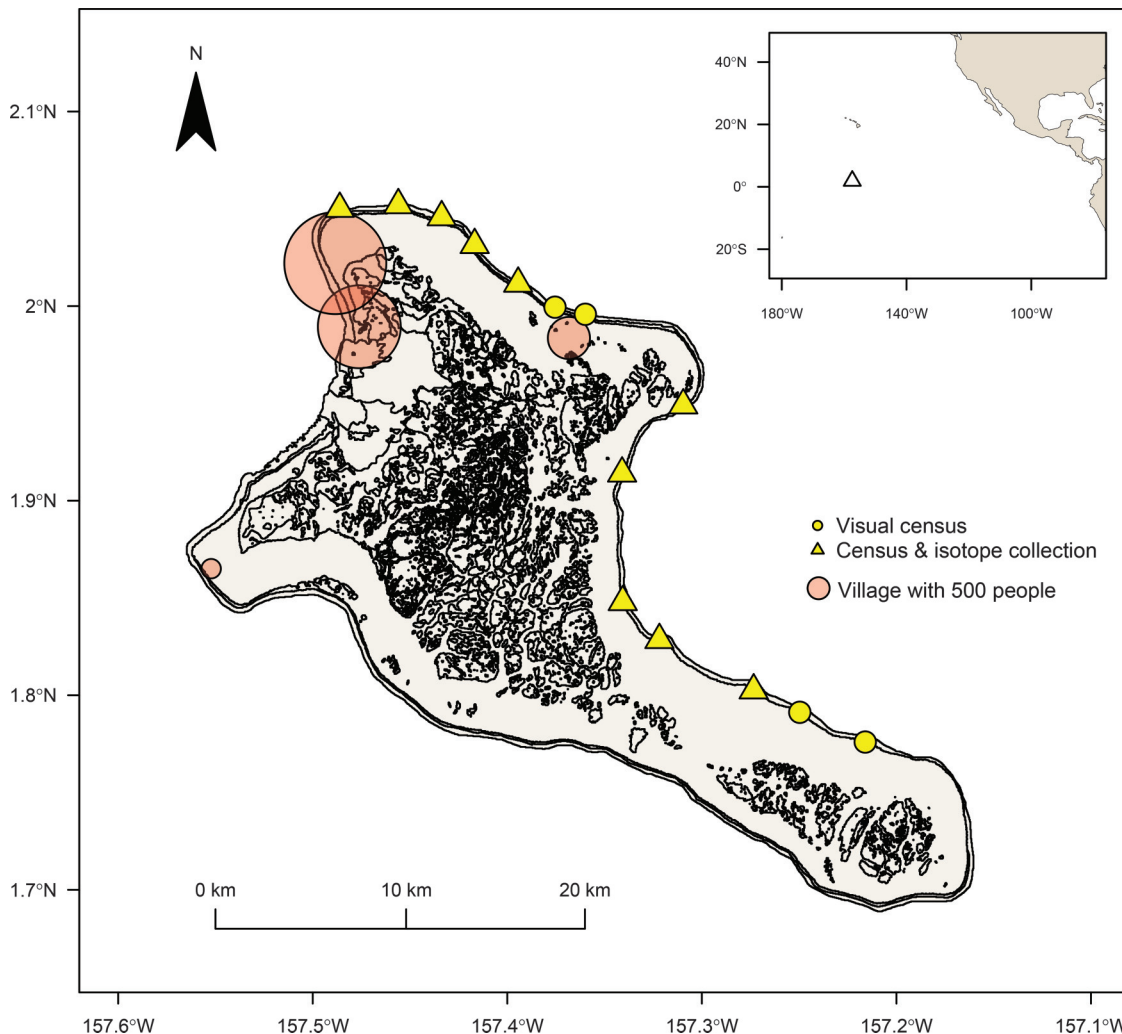 N
2.1°N
2°N
1.9°N
1.8°N
1.7°N
40°N
20°N
0°
20°S
180°W 140°W 100°W
Visual census
Census & isotope collection
Village with 500 people
0 km 10 km 20 km
157.6°W 157.5°W 157.4°W 157.3°W 157.2°W 157.1°W